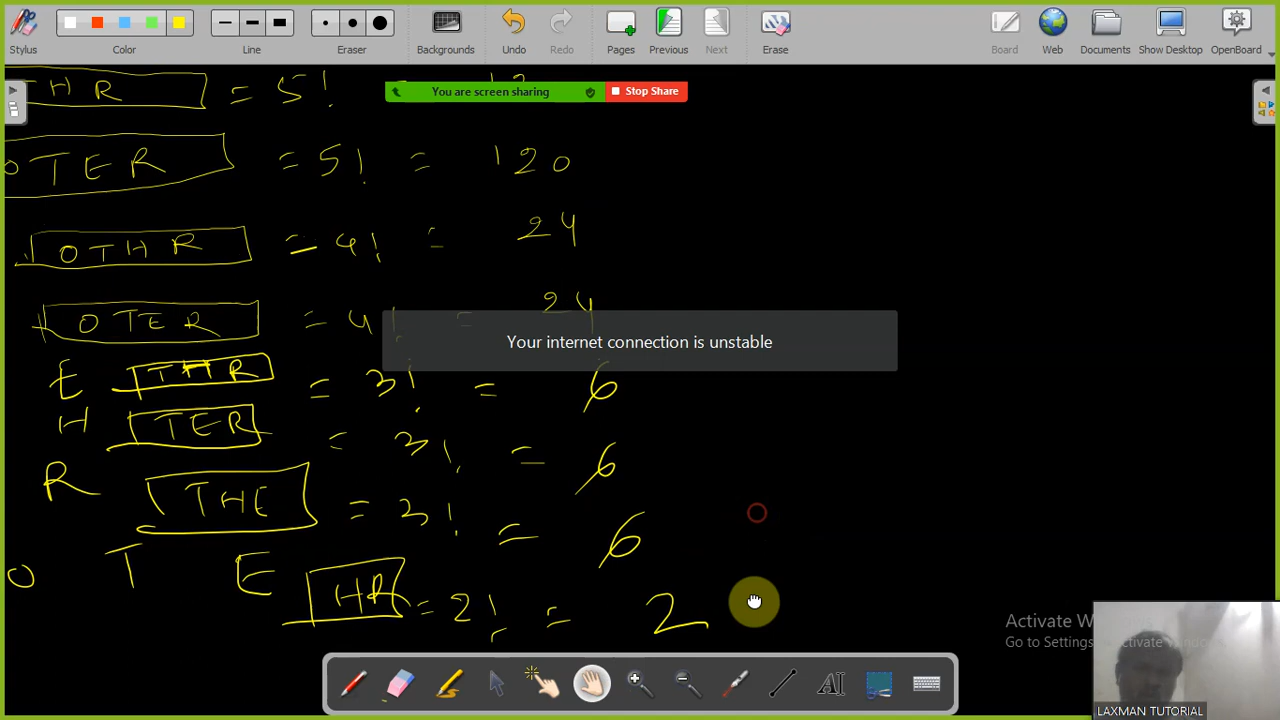 Stylus Color Line Eraser Backgrounds Undo Redo Pages Previous Next Erase Board Web Documents Show Desktop OpenBoard
You are screen sharing Stop Share
T H R = 5! = 12
OTER = 5! = 120
OTHR = 4! = 24
OTER = 4! = 24
Your internet connection is unstable
E THR = 3! = 6
H TER = 3! = 6
R THE = 3! = 6
O T E HR = 2! = 2
Activate W
Go to Settings
LAXMAN TUTORIAL